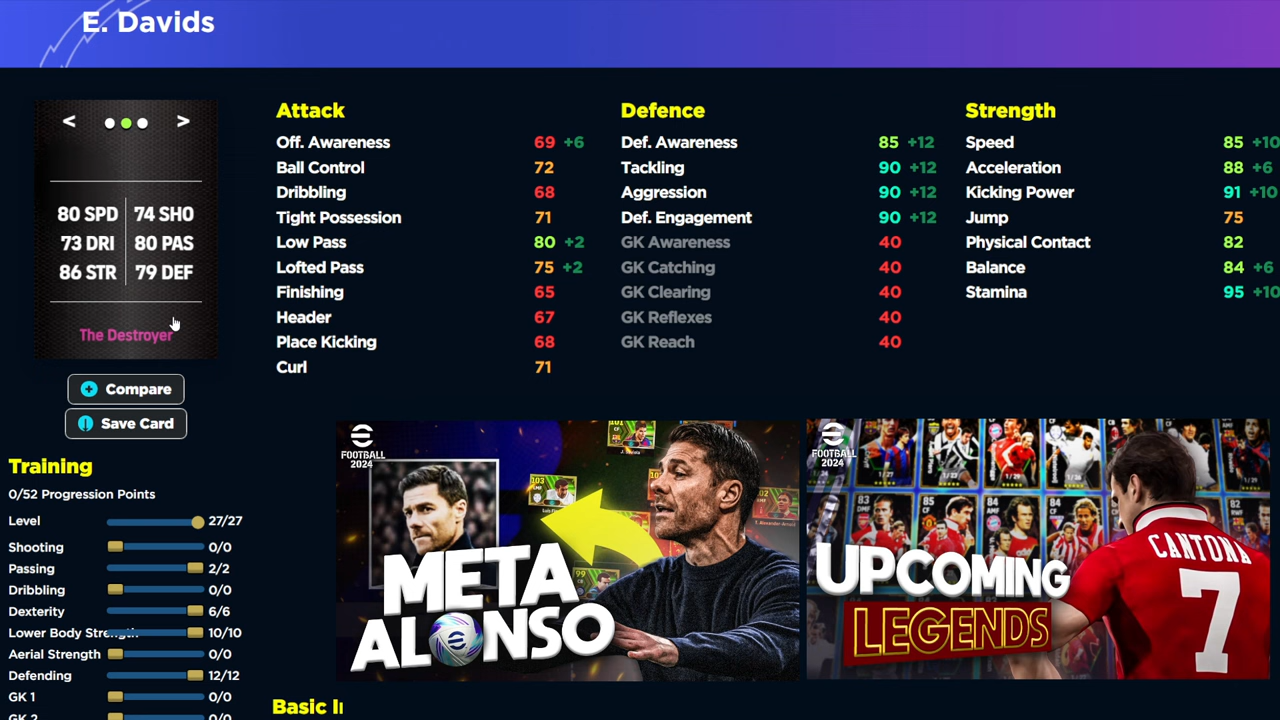 E. Davids
< >
80 SPD 74 SHO
73 DRI 80 PAS
86 STR 79 DEF
The Destroyer
Compare
Save Card
Training
0/52 Progression Points
Level 27/27
Shooting 0/0
Passing 2/2
Dribbling 0/0
Dexterity 6/6
Lower Body Strength 10/10
Aerial Strength 0/0
Defending 12/12
GK 1 0/0
GK 2 0/0
Attack
Off. Awareness 69 +6
Ball Control 72
Dribbling 68
Tight Possession 71
Low Pass 80 +2
Lofted Pass 75 +2
Finishing 65
Header 67
Place Kicking 68
Curl 71
Defence
Def. Awareness 85 +12
Tackling 90 +12
Aggression 90 +12
Def. Engagement 90 +12
GK Awareness 40
GK Catching 40
GK Clearing 40
GK Reflexes 40
GK Reach 40
Strength
Speed 85 +10
Acceleration 88 +6
Kicking Power 91 +10
Jump 75
Physical Contact 82
Balance 84 +6
Stamina 95 +10
FOOTBALL
2024
103
99
META
ALONSO
FOOTBALL
2024
UPCOMING
LEGENDS
CANTONA
7
Basic I